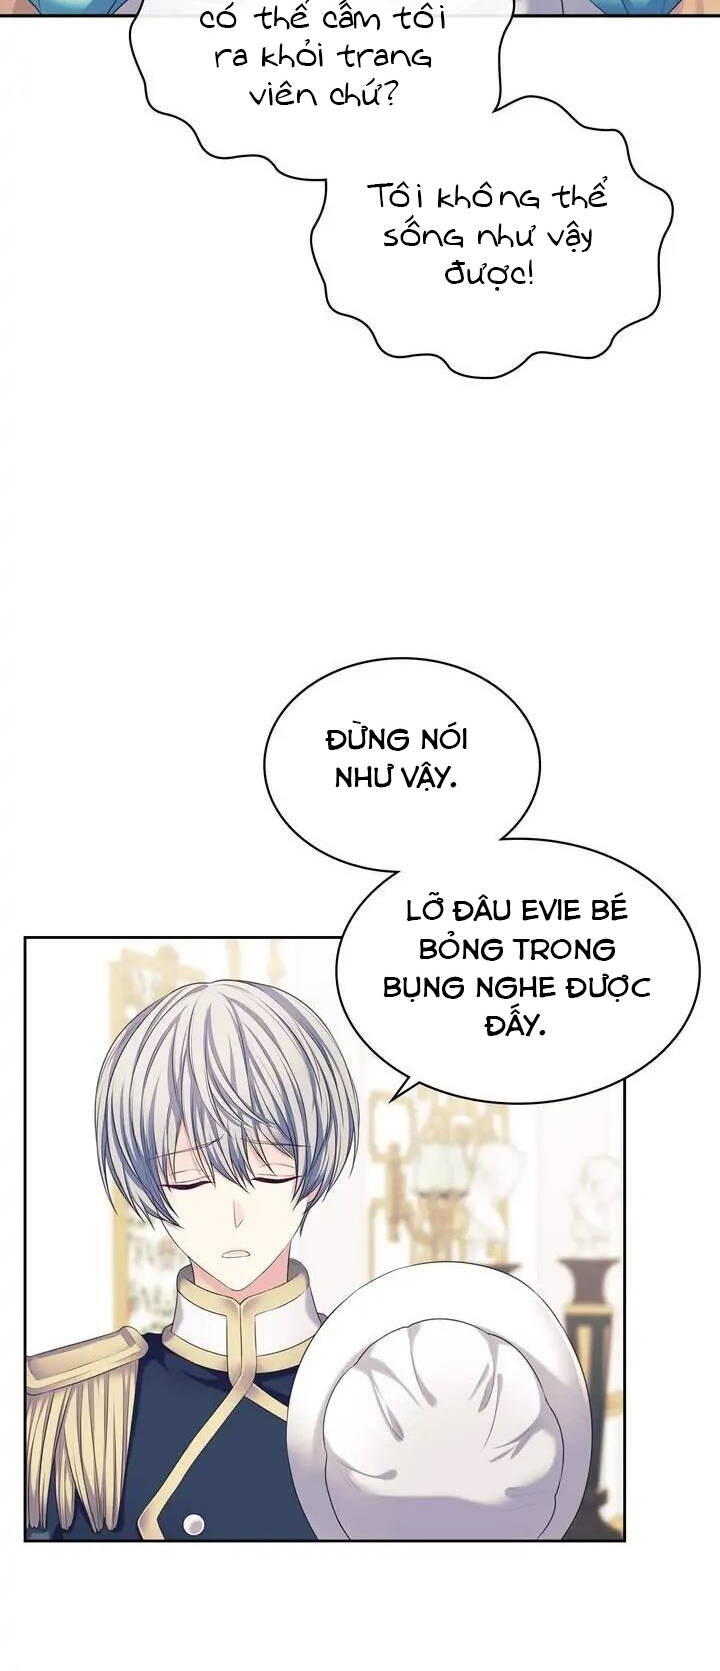 có thể cấm tôi
ra khỏi trang
viên chứ?
Tôi không thể
sống như vậy
được!
ĐỪNG NÓI
NHƯ VẬY.
LỠ ĐÂU EVIE BÉ
BỎNG TRONG
BỤNG NGHE ĐƯỢC
ĐẤY.